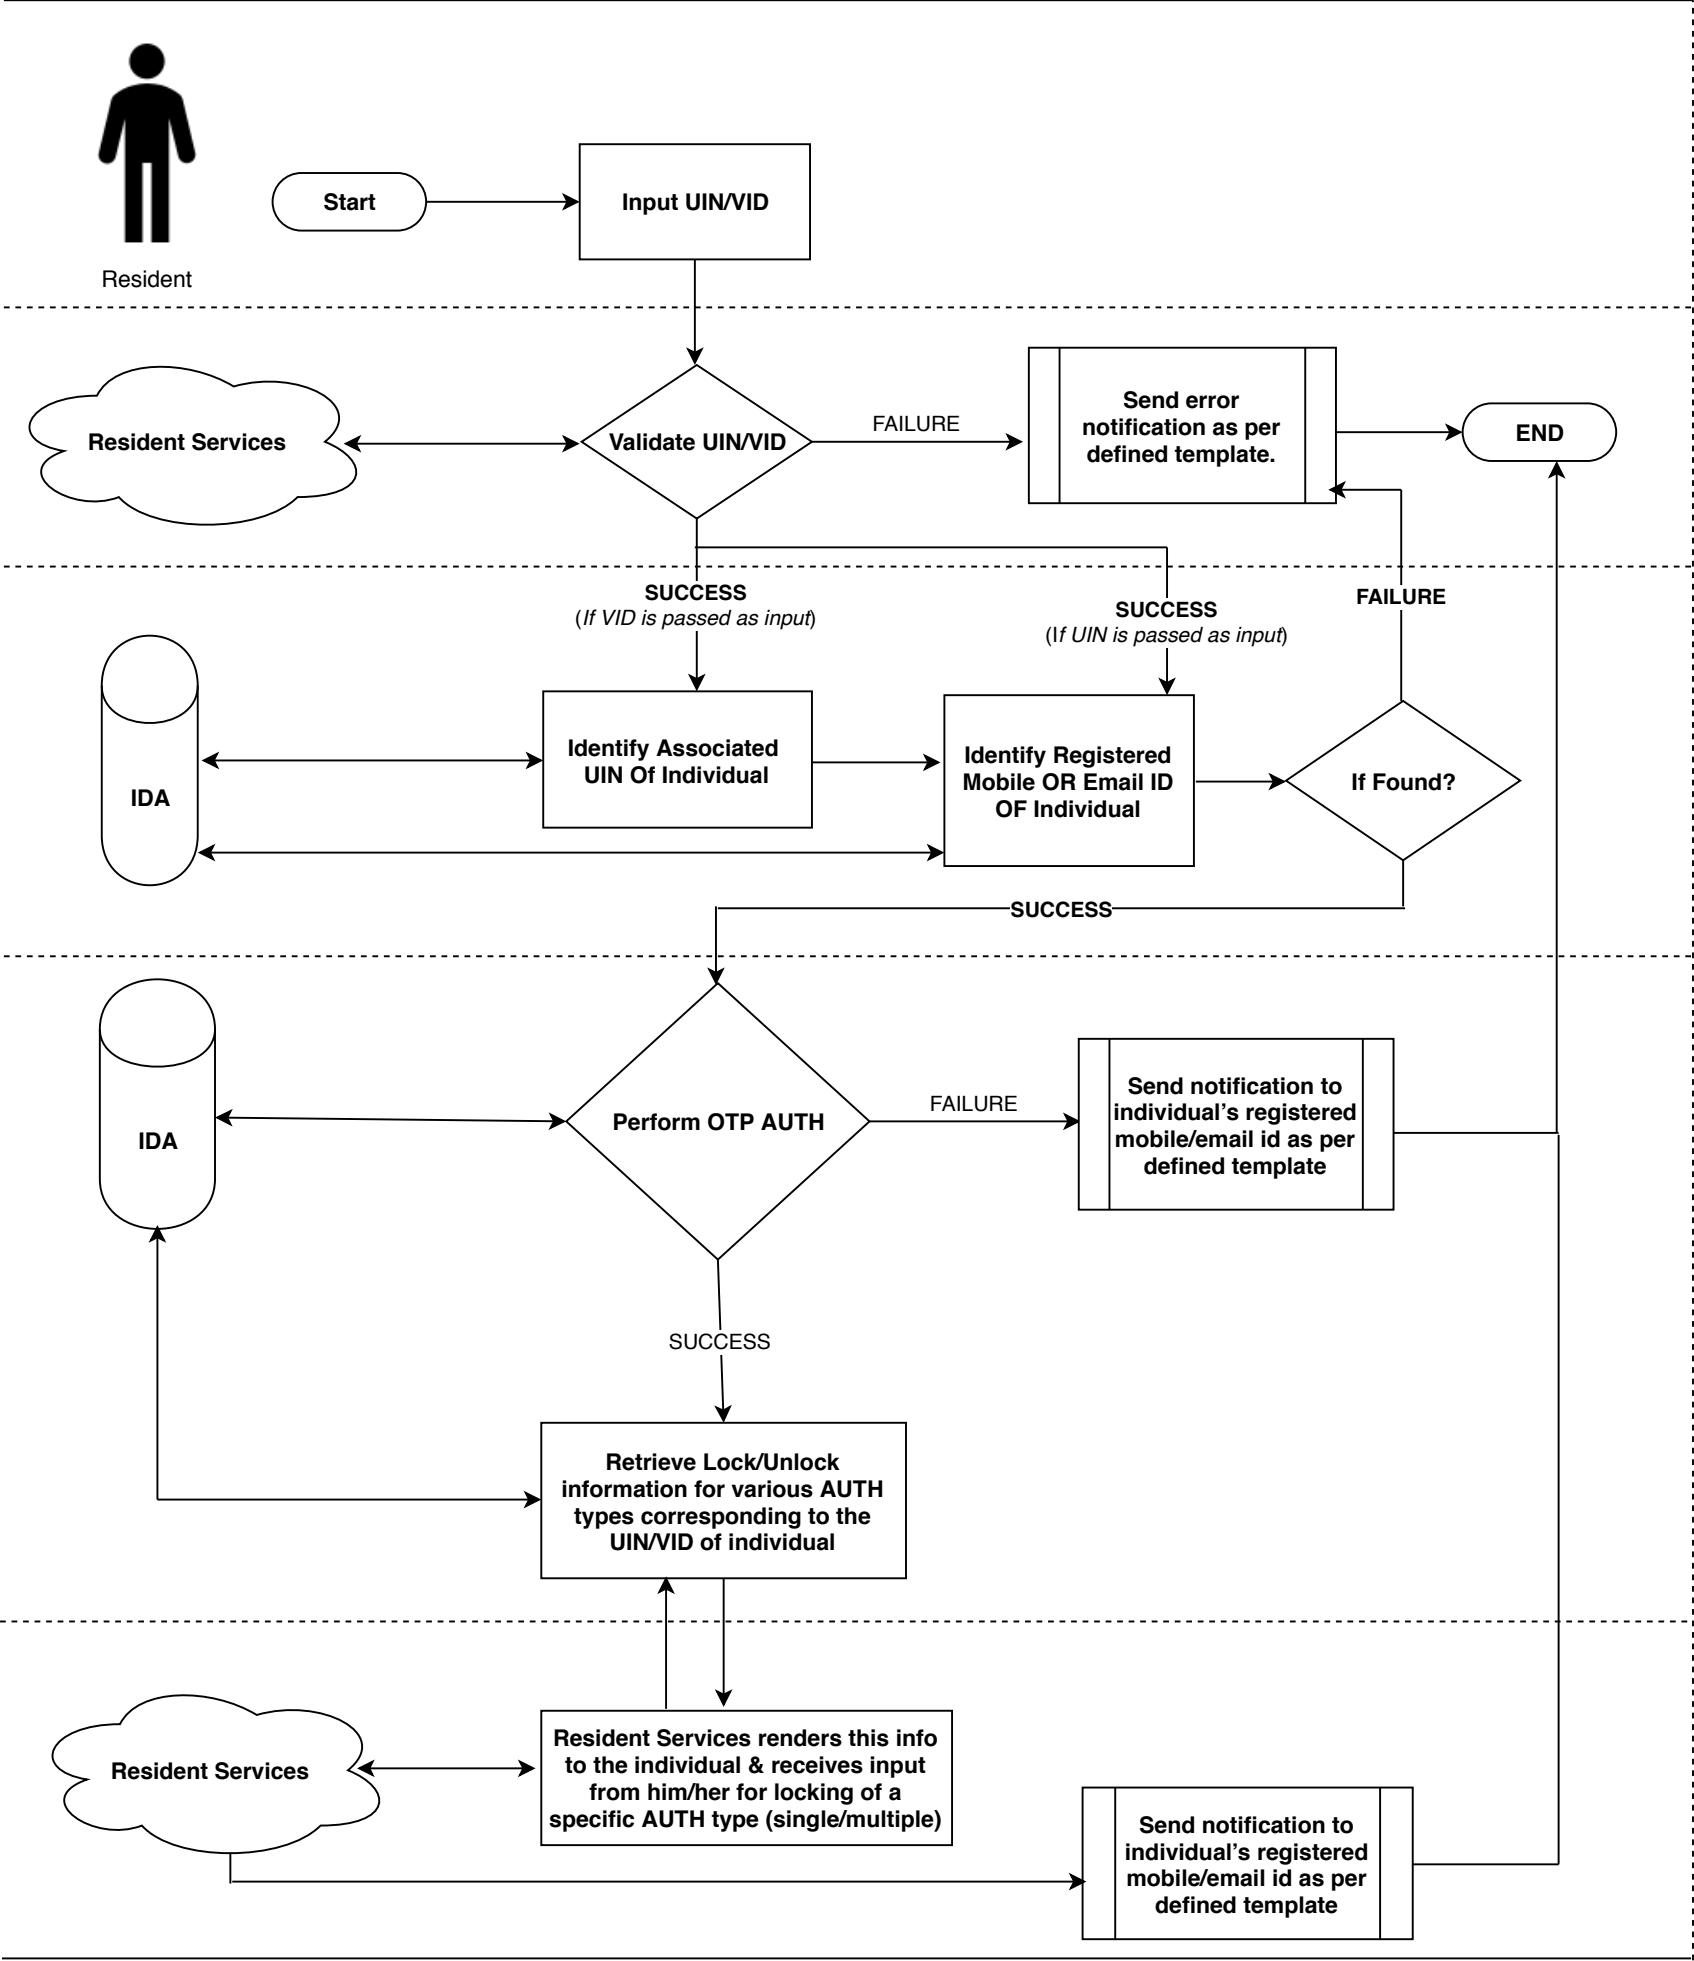 Start
Input UIN/VID
Resident
Resident Services
Validate UIN/VID
FAILURE
Send error
notification as per
defined template.
END
SUCCESS
(If VID is passed as input)
SUCCESS
(If UIN is passed as input)
FAILURE
IDA
Identify Associated
UIN Of Individual
Identify Registered
Mobile OR Email ID
OF Individual
If Found?
SUCCESS
IDA
Perform OTP AUTH
FAILURE
Send notification to
individual's registered
mobile/email id as per
defined template
SUCCESS
Retrieve Lock/Unlock
information for various AUTH
types corresponding to the
UIN/VID of individual
Resident Services
Resident Services renders this info
to the individual & receives input
from him/her for locking of a
specific AUTH type (single/multiple)
Send notification to
individual's registered
mobile/email id as per
defined template